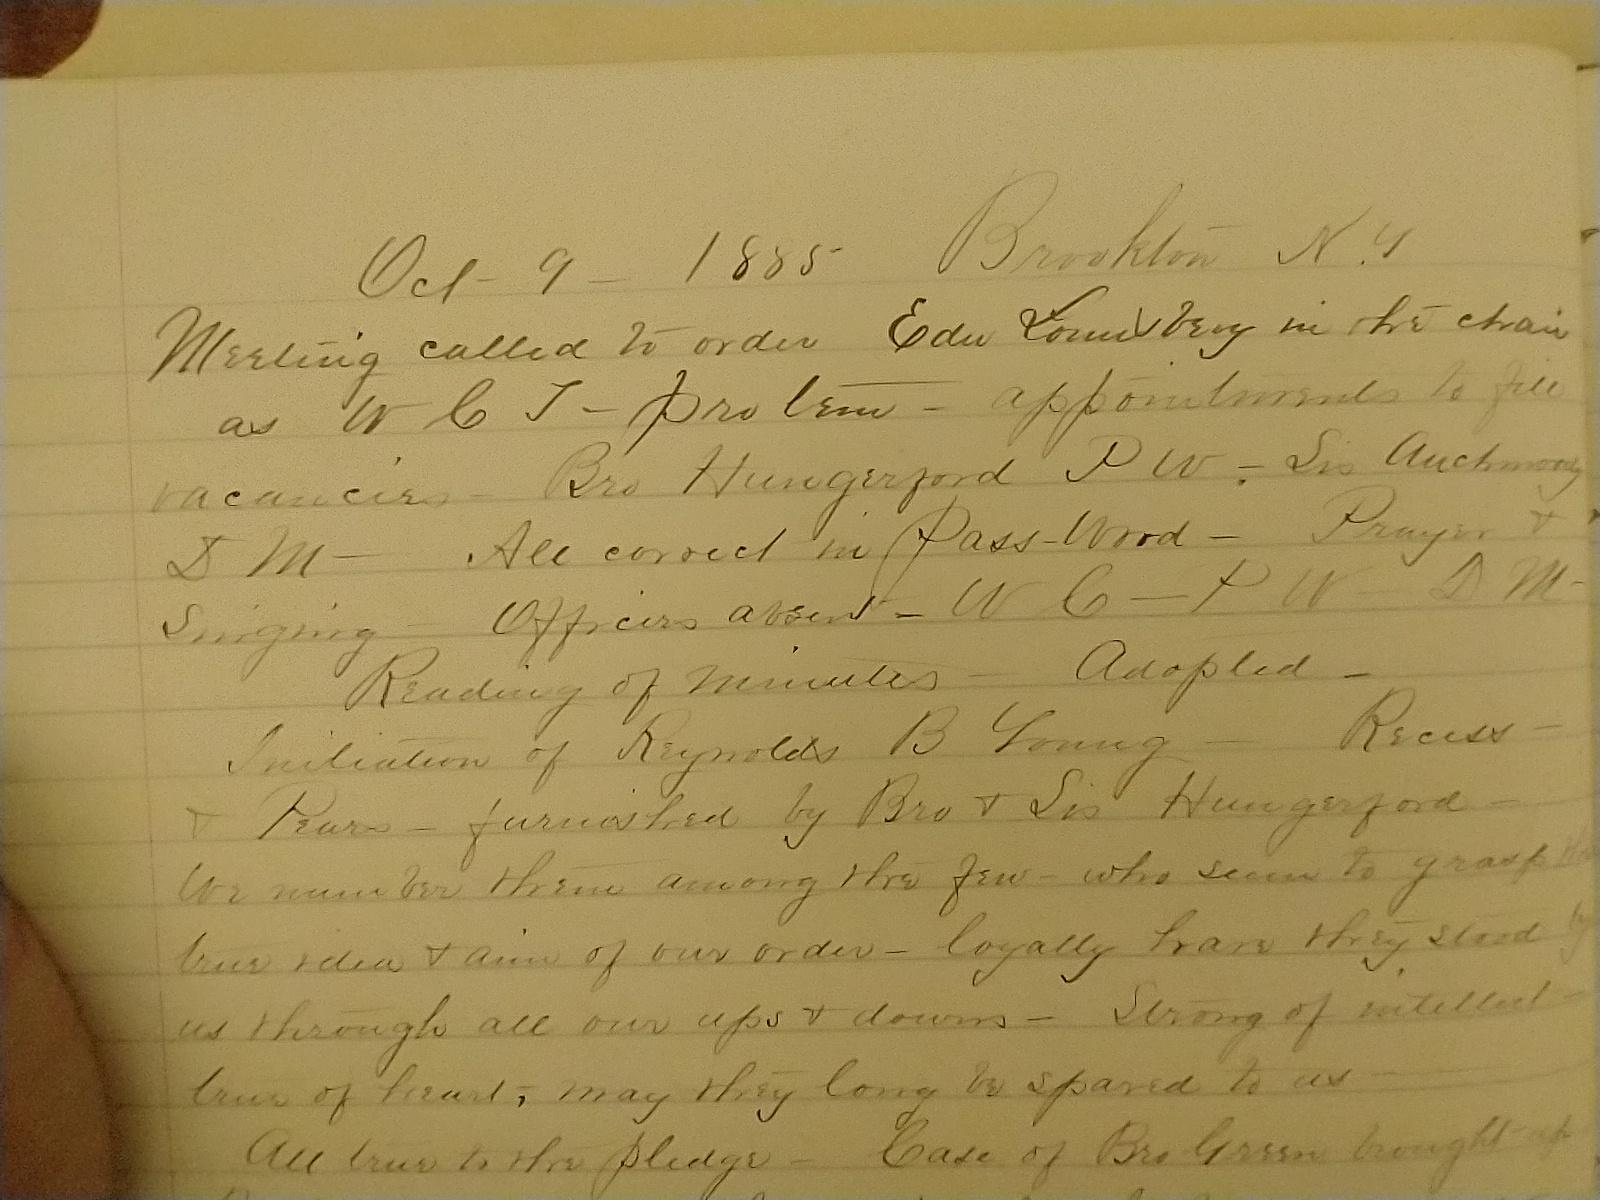 Oct - 9 - 1885 Brookton N.Y
Meeting called to order Edw Lounsbery in the chair
as W C T - pro tem - appointments to fill
vacancies - Bro Hungerford P W - Sis Auchmoody
D M - All correct in Pass-Word - Prayer &
Singing - Officers absent - W C - P W - D M -
Reading of minutes - Adopted -
Initiation of Reynolds B Young - Recess -
& Pears - furnished by Bro & Sis Hungerford -
We number them among the few - who seem to grasp the
true idea & aim of our order - loyally have they stood by
us through all our ups & downs - Strong of intellect -
true of heart, may they long be spared to us -
All true to the pledge - Case of Bro Green brought up